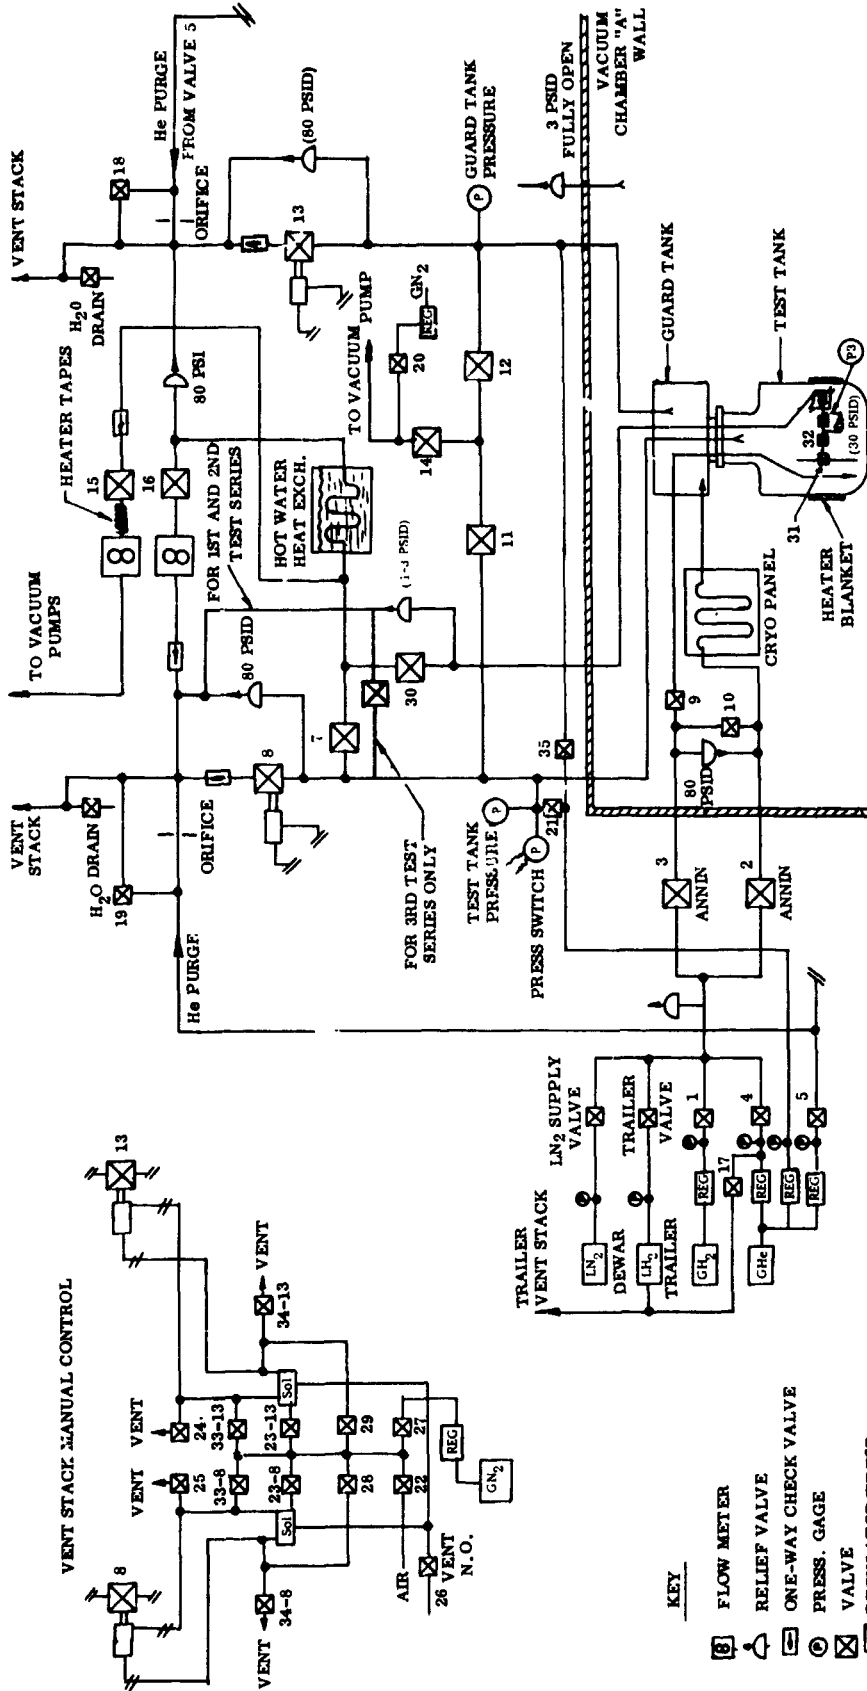 VENT STACK MANUAL CONTROL
8
13
VENT
25
VENT
24
33-8
33-13
23-8
23-13
Sol
Sol
34-8
VENT
34-13
VENT
28
29
22
27
AIR
26
VENT
N.O.
REG
GN2
KEY
8 FLOW METER
RELIEF VALVE
ONE-WAY CHECK VALVE
P PRESS. GAGE
VALVE
VENT
STACK
H2O DRAIN
19
He PURGE
ORIFICE
8
TO VACUUM
PUMPS
HEATER TAPES
8
15
8
16
80 PSI
H2O
DRAIN
VENT STACK
18
He PURGE
FROM VALVE 5
ORIFICE
13
(80 PSID)
FOR 1ST AND 2ND
TEST SERIES
80 PSID
HOT WATER
HEAT EXCH.
7
30
FOR 3RD TEST
SERIES ONLY
TO VACUUM
PUMP
14
20
REG
GN2
11
12
P
GUARD TANK
PRESSURE
3 PSID
FULLY OPEN
VACUUM
CHAMBER "A"
WALL
TEST TANK
PRESSURE
P
PRESS SWITCH
P
21
35
TRAILER
VENT STACK
LN2 SUPPLY
VALVE
TRAILER
VALVE
LN2
DEWAR
LH2
TRAILER
GH2
GHe
P
P
P
P
P
P
REG
REG
REG
REG
1
4
5
17
3
ANNIN
2
ANNIN
80
PSID
9
10
CRYO PANEL
GUARD TANK
TEST TANK
31
32
(30 PSID)
P3
HEATER
BLANKET